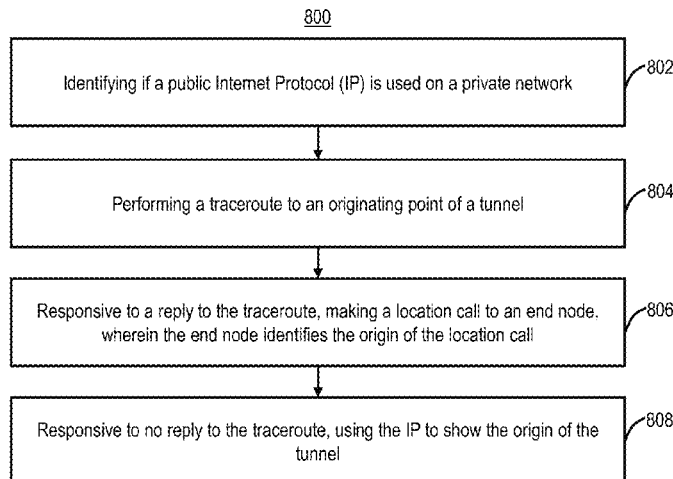 800
Identifying if a public Internet Protocol (IP) is used on a private network
802
Performing a traceroute to an originating point of a tunnel
804
Responsive to a reply to the traceroute, making a location call to an end node,
wherein the end node identifies the origin of the location call
806
Responsive to no reply to the traceroute, using the IP to show the origin of the
tunnel
808